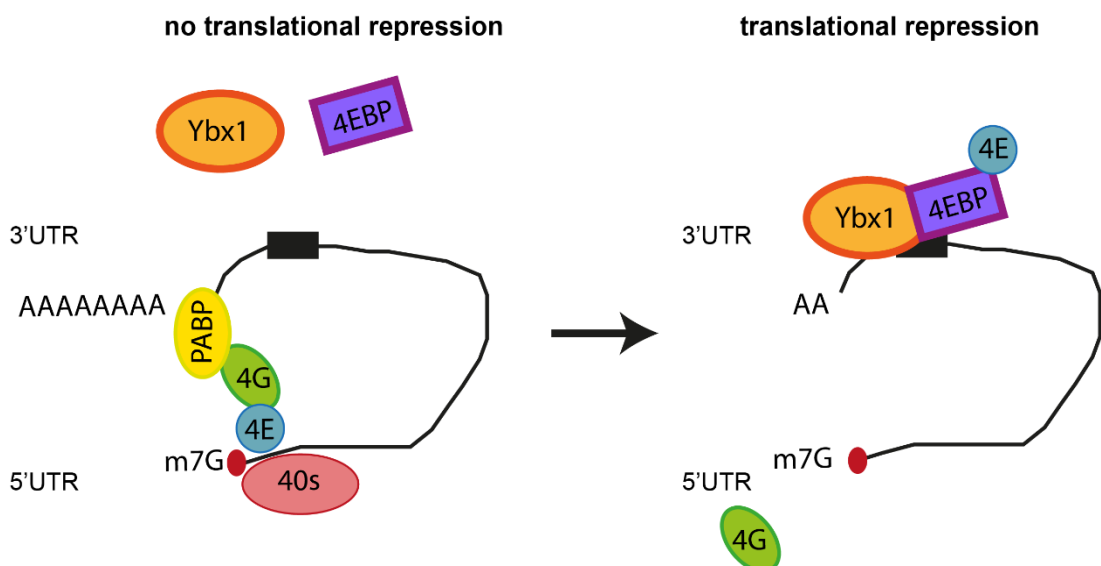 no translational repression
translational repression
Ybx1
4EBP
3'UTR
AAAAAAAA
PABP
4G
4E
m7G
40s
5'UTR
4E
Ybx1
4EBP
3'UTR
AA
m7G
5'UTR
4G